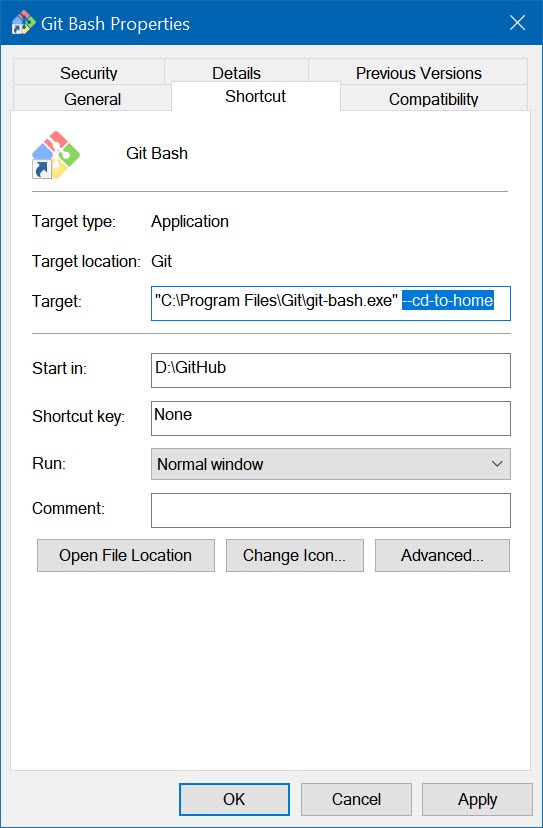 Git Bash Properties
Security Details Previous Versions
General Shortcut Compatibility
Git Bash
Target type: Application
Target location: Git
Target: "C:\Program Files\Git\git-bash.exe" --cd-to-home
Start in: D:\GitHub
Shortcut key: None
Run: Normal window
Comment:
Open File Location Change Icon... Advanced...
OK Cancel Apply